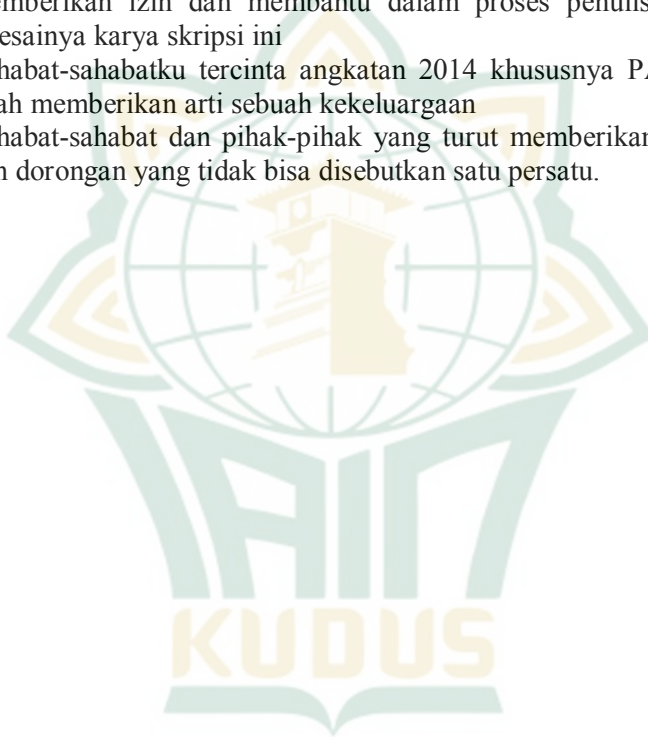 emberikan izin dan membantu dalam proses penulis
esainya karya skripsi ini
habat-sahabatku tercinta angkatan 2014 khususnya PA
ah memberikan arti sebuah kekeluargaan
habat-sahabat dan pihak-pihak yang turut memberikan
n dorongan yang tidak bisa disebutkan satu persatu.
IAIN
KUDUS